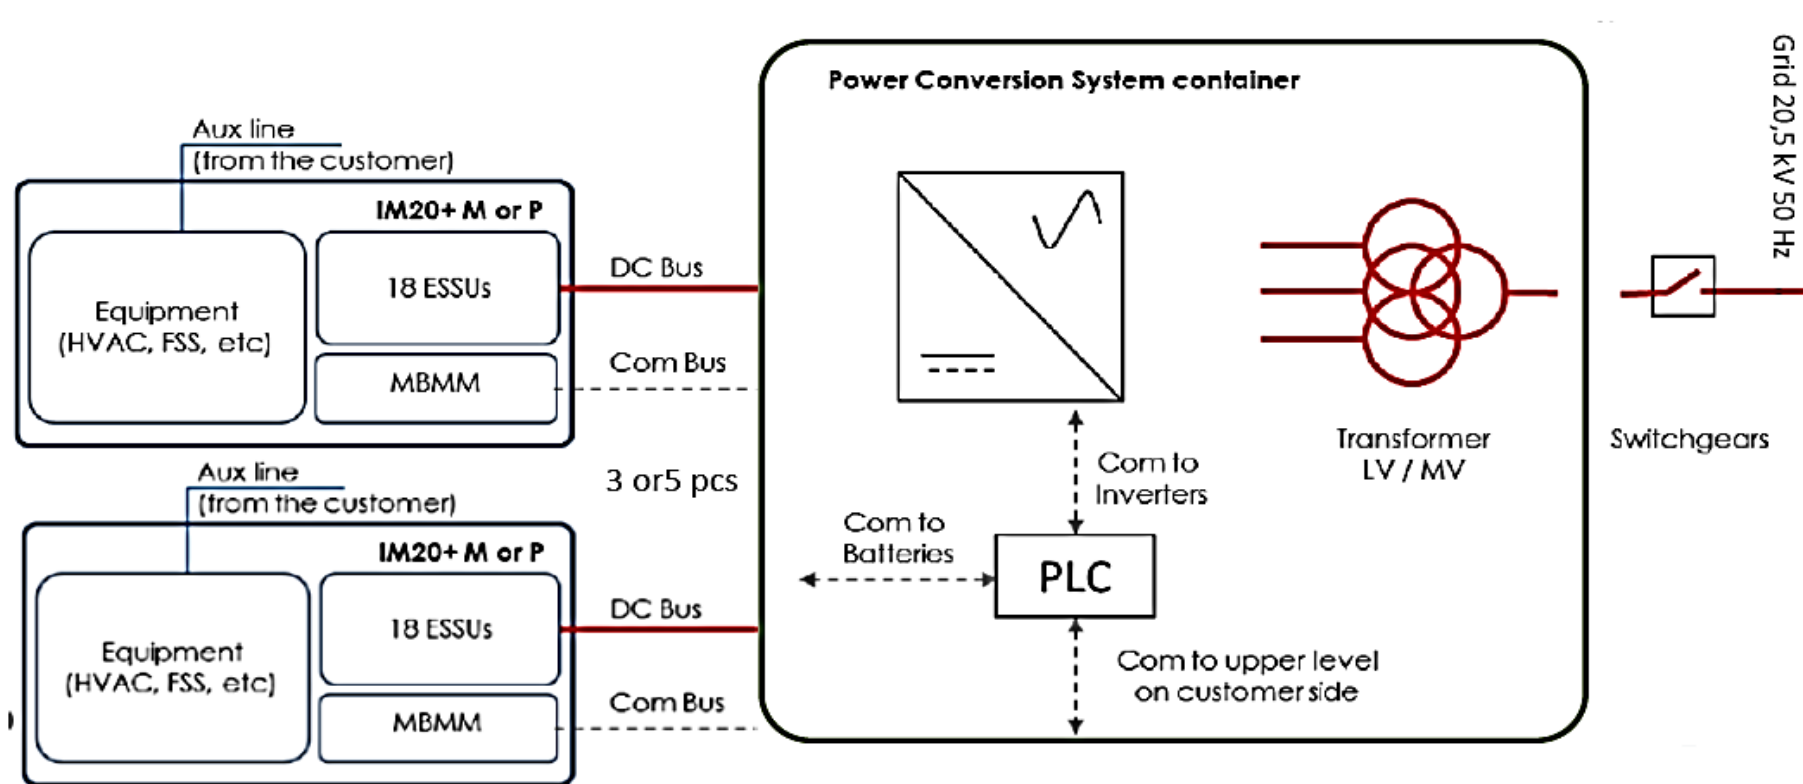 Power Conversion System container
Grid 20,5 kV 50 Hz
Aux line
(from the customer)
IM20+ M or P
Equipment
(HVAC, FSS, etc)
18 ESSUs
MBMM
DC Bus
Com Bus
3 or5 pcs
Aux line
(from the customer)
IM20+ M or P
Equipment
(HVAC, FSS, etc)
18 ESSUs
MBMM
DC Bus
Com Bus
Com to
Inverters
Com to
Batteries
PLC
Com to upper level
on customer side
Transformer
LV / MV
Switchgears